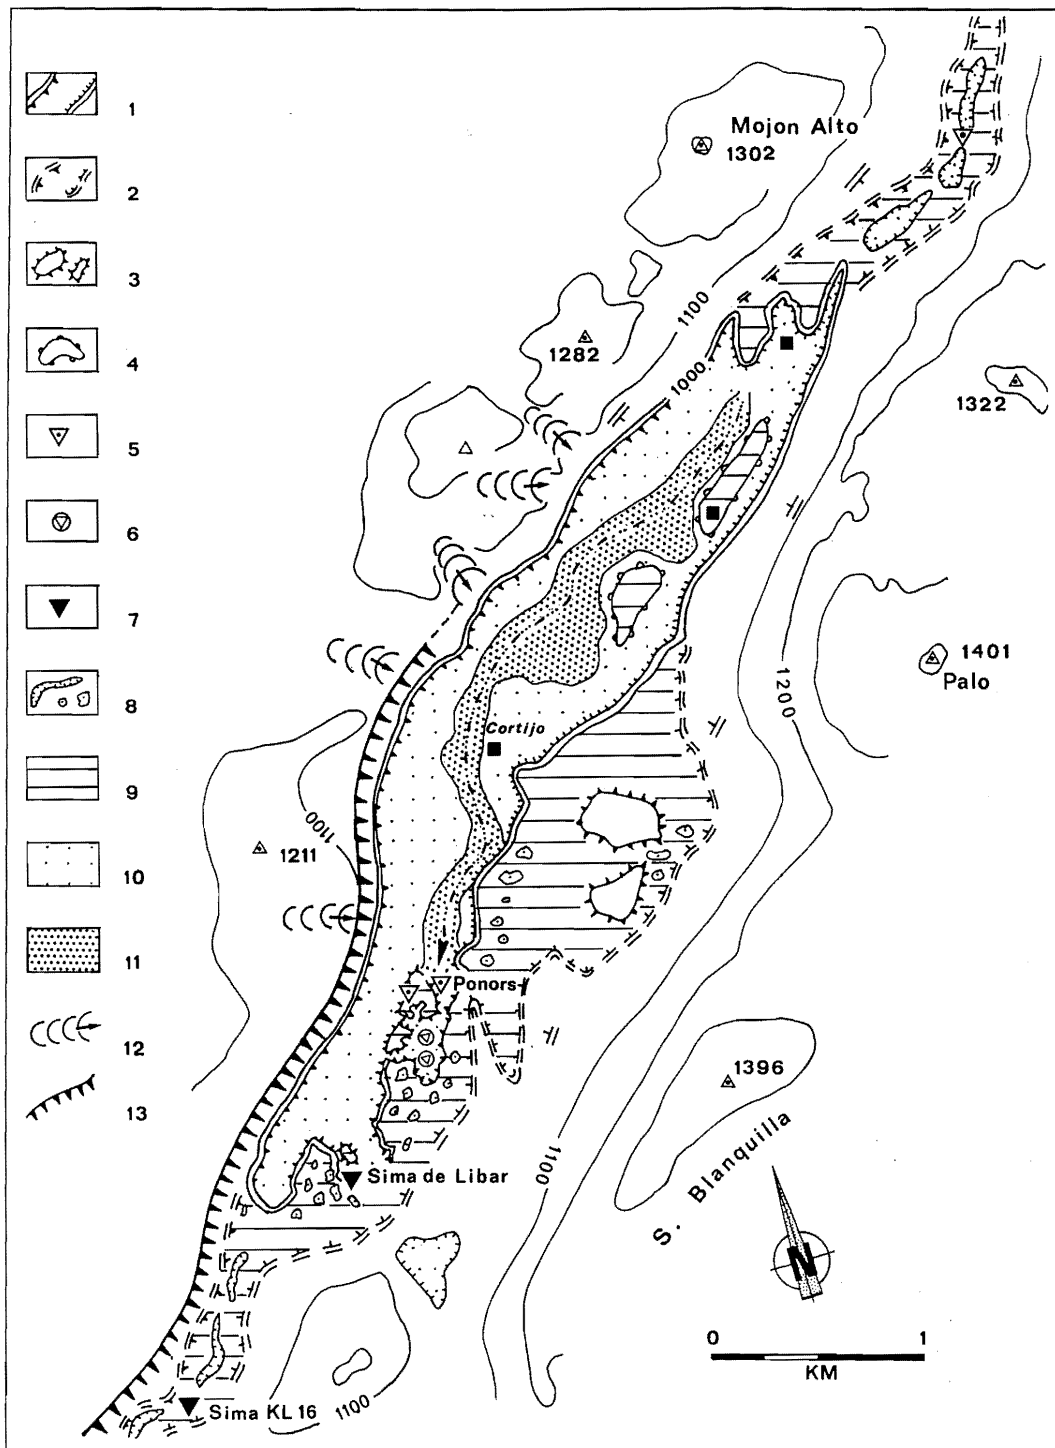 1
2
3
4
5
6
7
8
9
10
11
12
13
Mojon Alto
1302
1100
1282
1000
1322
1401
Palo
1200
Cortijo
1100
1211
Ponors
1396
Sima de Libar
1100
S. Blanquilla
N
0 1
KM
Sima KL 16
1100